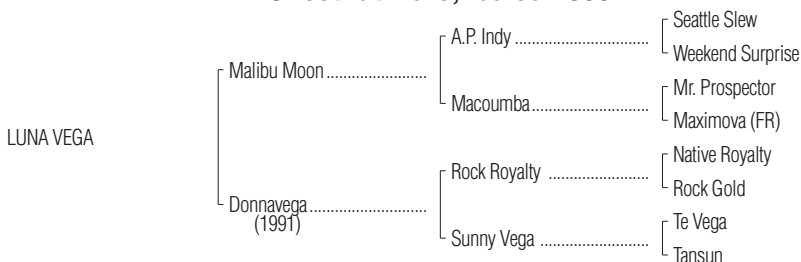 Seattle Slew
A.P. Indy
Weekend Surprise
Malibu Moon
Mr. Prospector
Macoumba
Maximova (FR)
LUNA VEGA
Native Royalty
Rock Royalty
Rock Gold
Donnavega
(1991)
Te Vega
Sunny Vega
Tansun